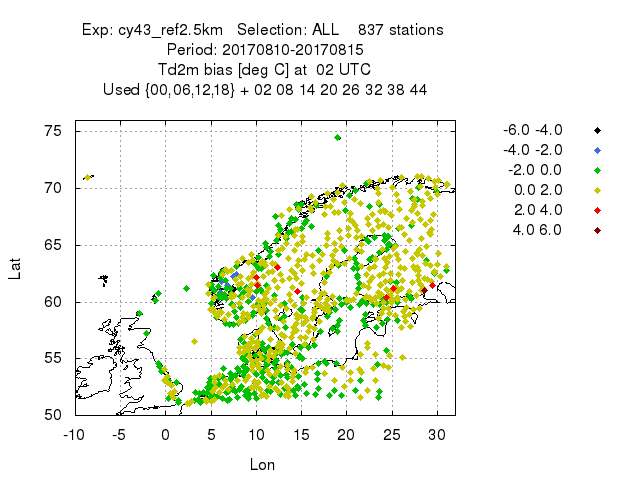 Exp: cy43_ref2.5km   Selection: ALL    837 stations
Period: 20170810-20170815
Td2m bias [deg C] at  02 UTC
Used {00,06,12,18} + 02 08 14 20 26 32 38 44
-6.0 -4.0
-4.0 -2.0
-2.0 0.0
0.0 2.0
2.0 4.0
4.0 6.0
75
70
65
60
55
50
Lat
-10 -5 0 5 10 15 20 25 30
Lon